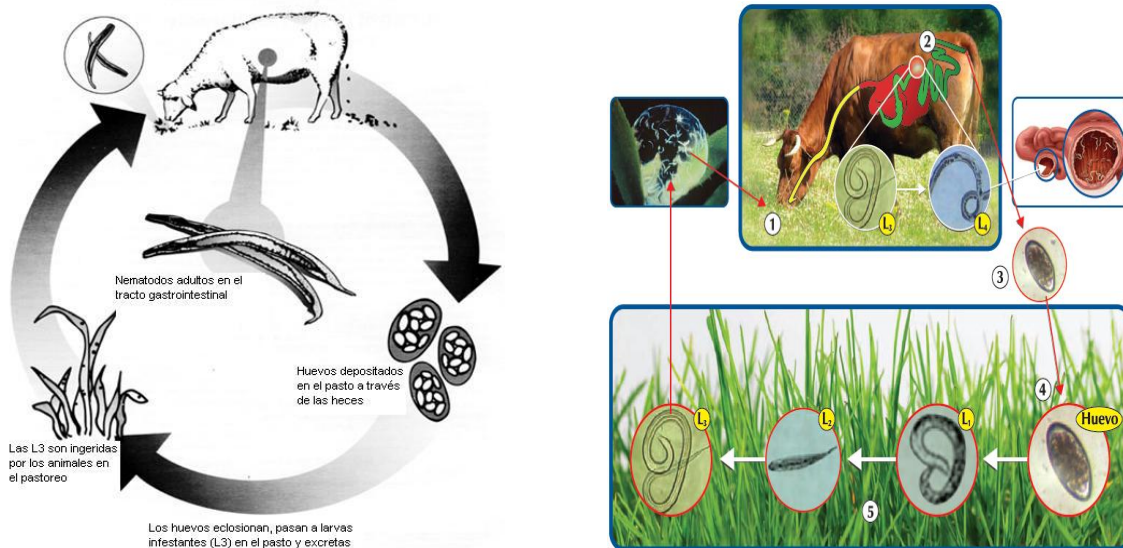 Nematodos adultos en el
tracto gastrointestinal
Huevos depositados
en el pasto a través
de las heces
Las L3 son ingeridas
por los animales en
el pastoreo
Los huevos eclosionan, pasan a larvas
infestantes (L3) en el pasto y excretas
2
1
L3
L4
3
4
Huevo
L1
L2
L3
5